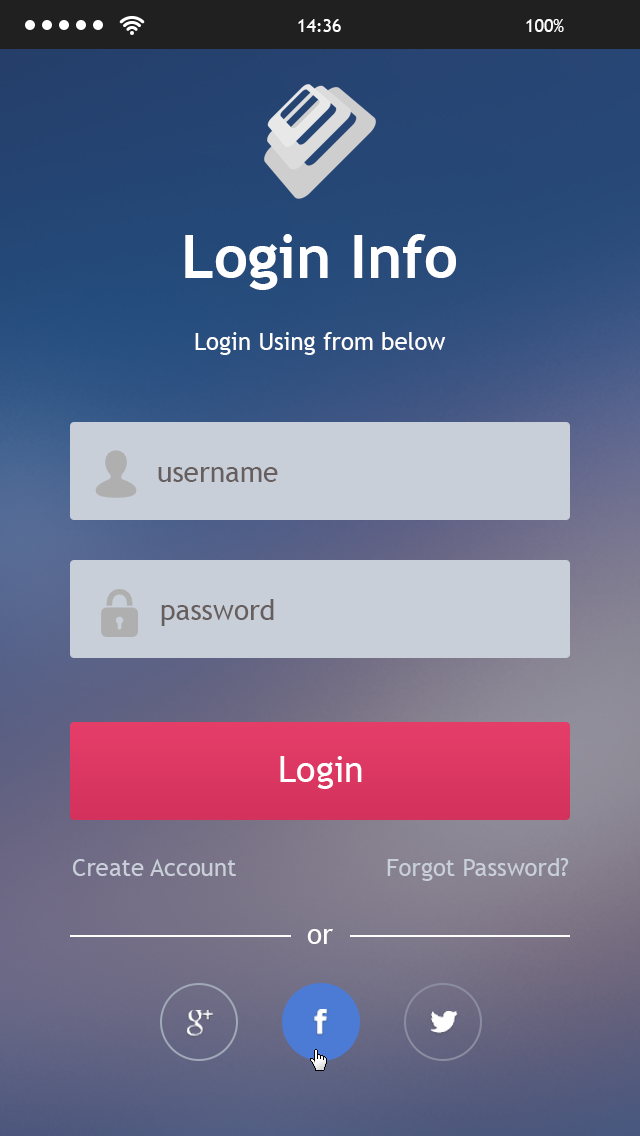 14:36 100%
Login Info
Login Using from below
username
password
Login
Create Account Forgot Password?
or
g+ f